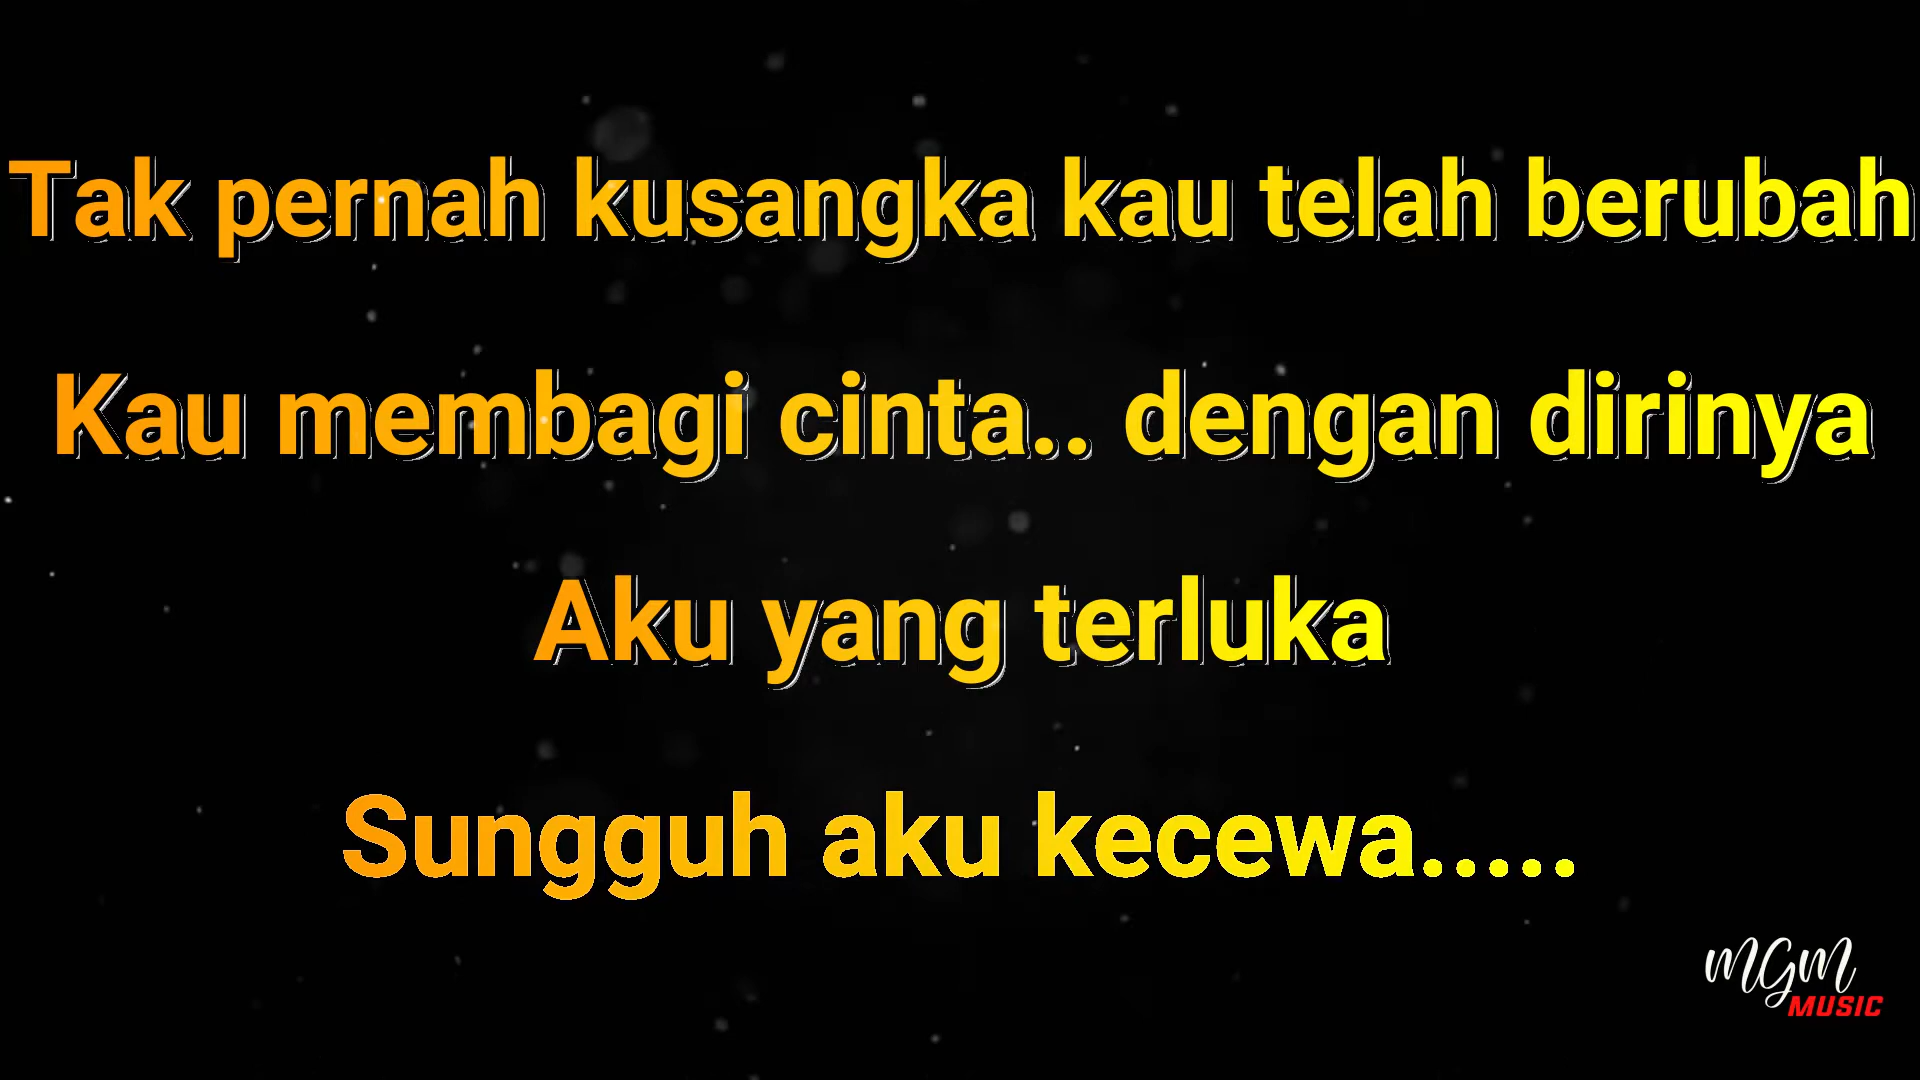 Tak pernah kusangka kau telah berubah
Kau membagi cinta.. dengan dirinya
Aku yang terluka
Sungguh aku kecewa.....
MGM
MUSIC